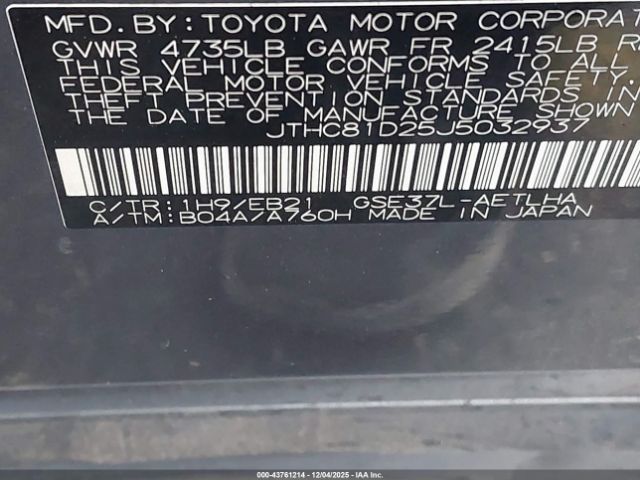 MFD. BY: TOYOTA MOTOR CORPORAT
GVWR 4735LB GAWR FR 2415LB R
THIS VEHICLE CONFORMS TO ALL
FEDERAL MOTOR VEHICLE SAFETY,
THEFT PREVENTION STANDARDS IN
THE DATE OF MANUFACTURE SHOWN
JTHC81D25J5032937
C/TR: 1H9/EB21 GSE37L-AETLHA
A/TM: B04A/A760H MADE IN JAPAN
000-43761214 - 12/04/2025 - IAA Inc.